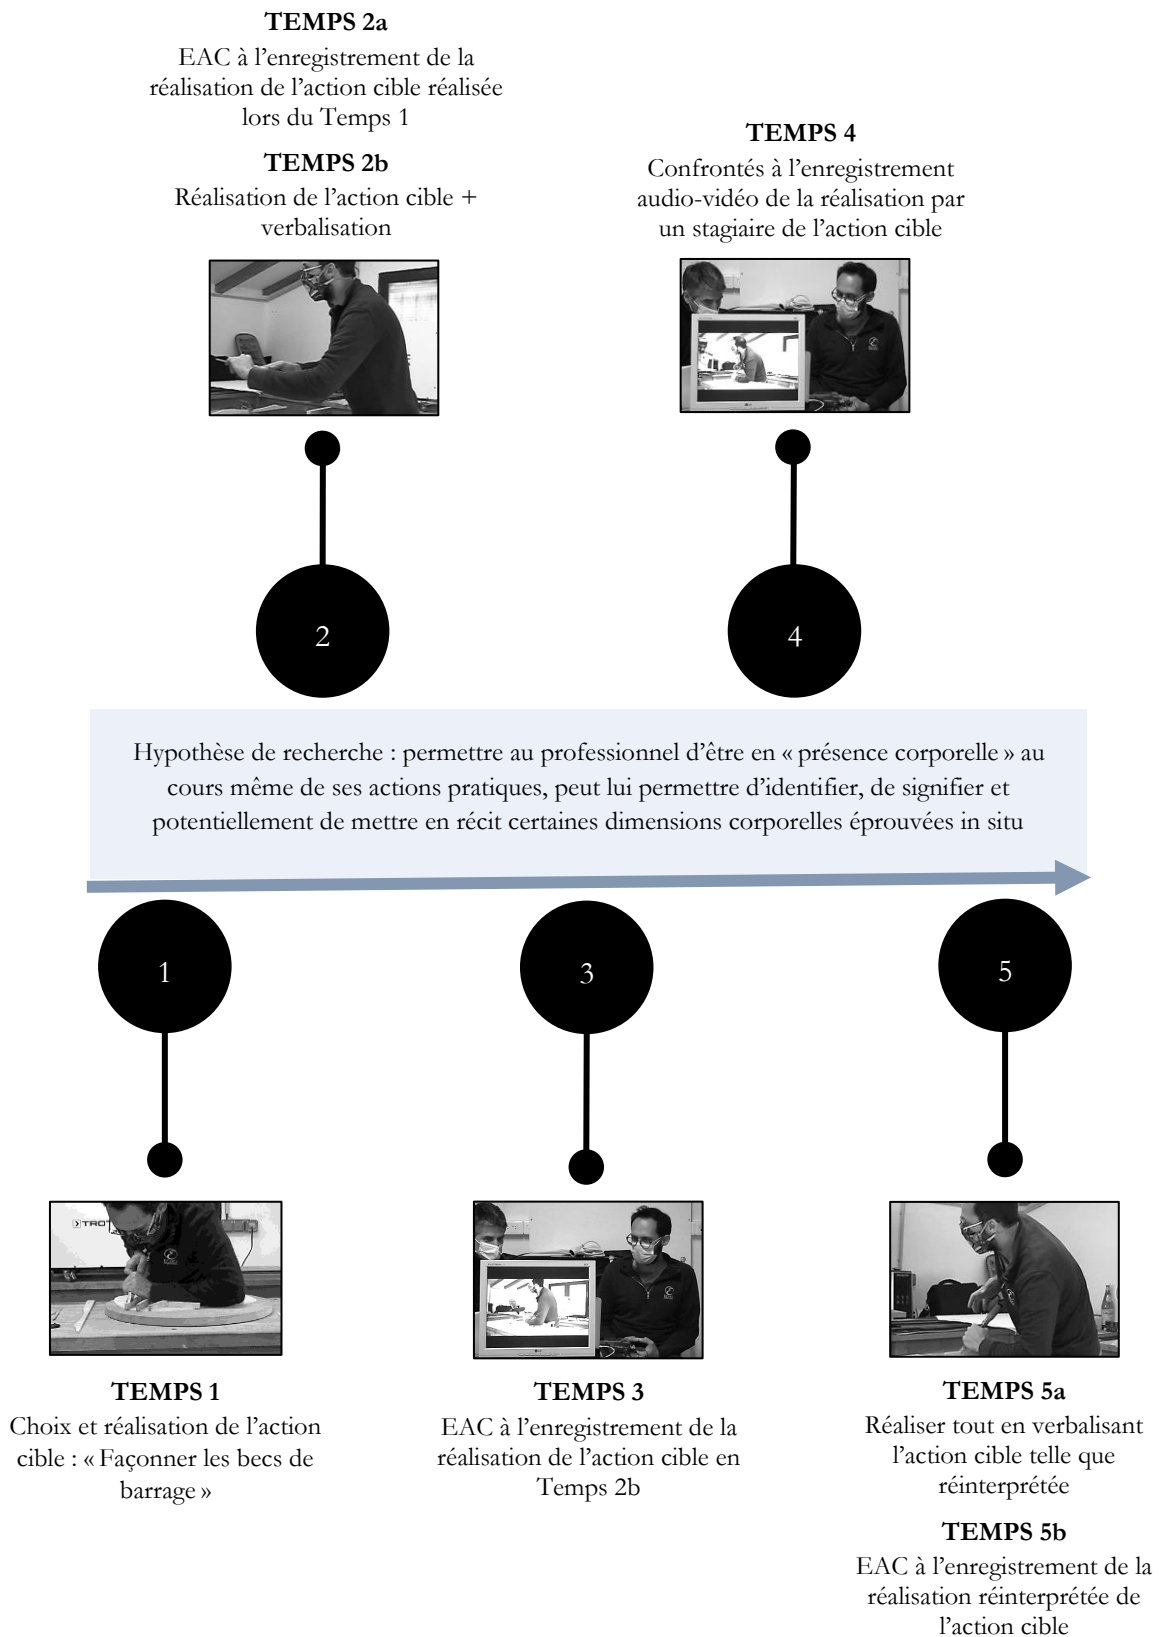 TEMPS 2a
EAC à l’enregistrement de la
réalisation de l’action cible réalisée
lors du Temps 1
TEMPS 2b
Réalisation de l’action cible +
verbalisation
TEMPS 4
Confrontés à l’enregistrement
audio-vidéo de la réalisation par
un stagiaire de l’action cible
2
4
Hypothèse de recherche : permettre au professionnel d’être en « présence corporelle » au
cours même de ses actions pratiques, peut lui permettre d’identifier, de signifier et
potentiellement de mettre en récit certaines dimensions corporelles éprouvées in situ
1
3
5
TROT
TEMPS 1
Choix et réalisation de l’action
cible : « Façonner les becs de
barrage »
TEMPS 3
EAC à l’enregistrement de la
réalisation de l’action cible en
Temps 2b
TEMPS 5a
Réaliser tout en verbalisant
l’action cible telle que
réinterprétée
TEMPS 5b
EAC à l’enregistrement de la
réalisation réinterprétée de
l’action cible